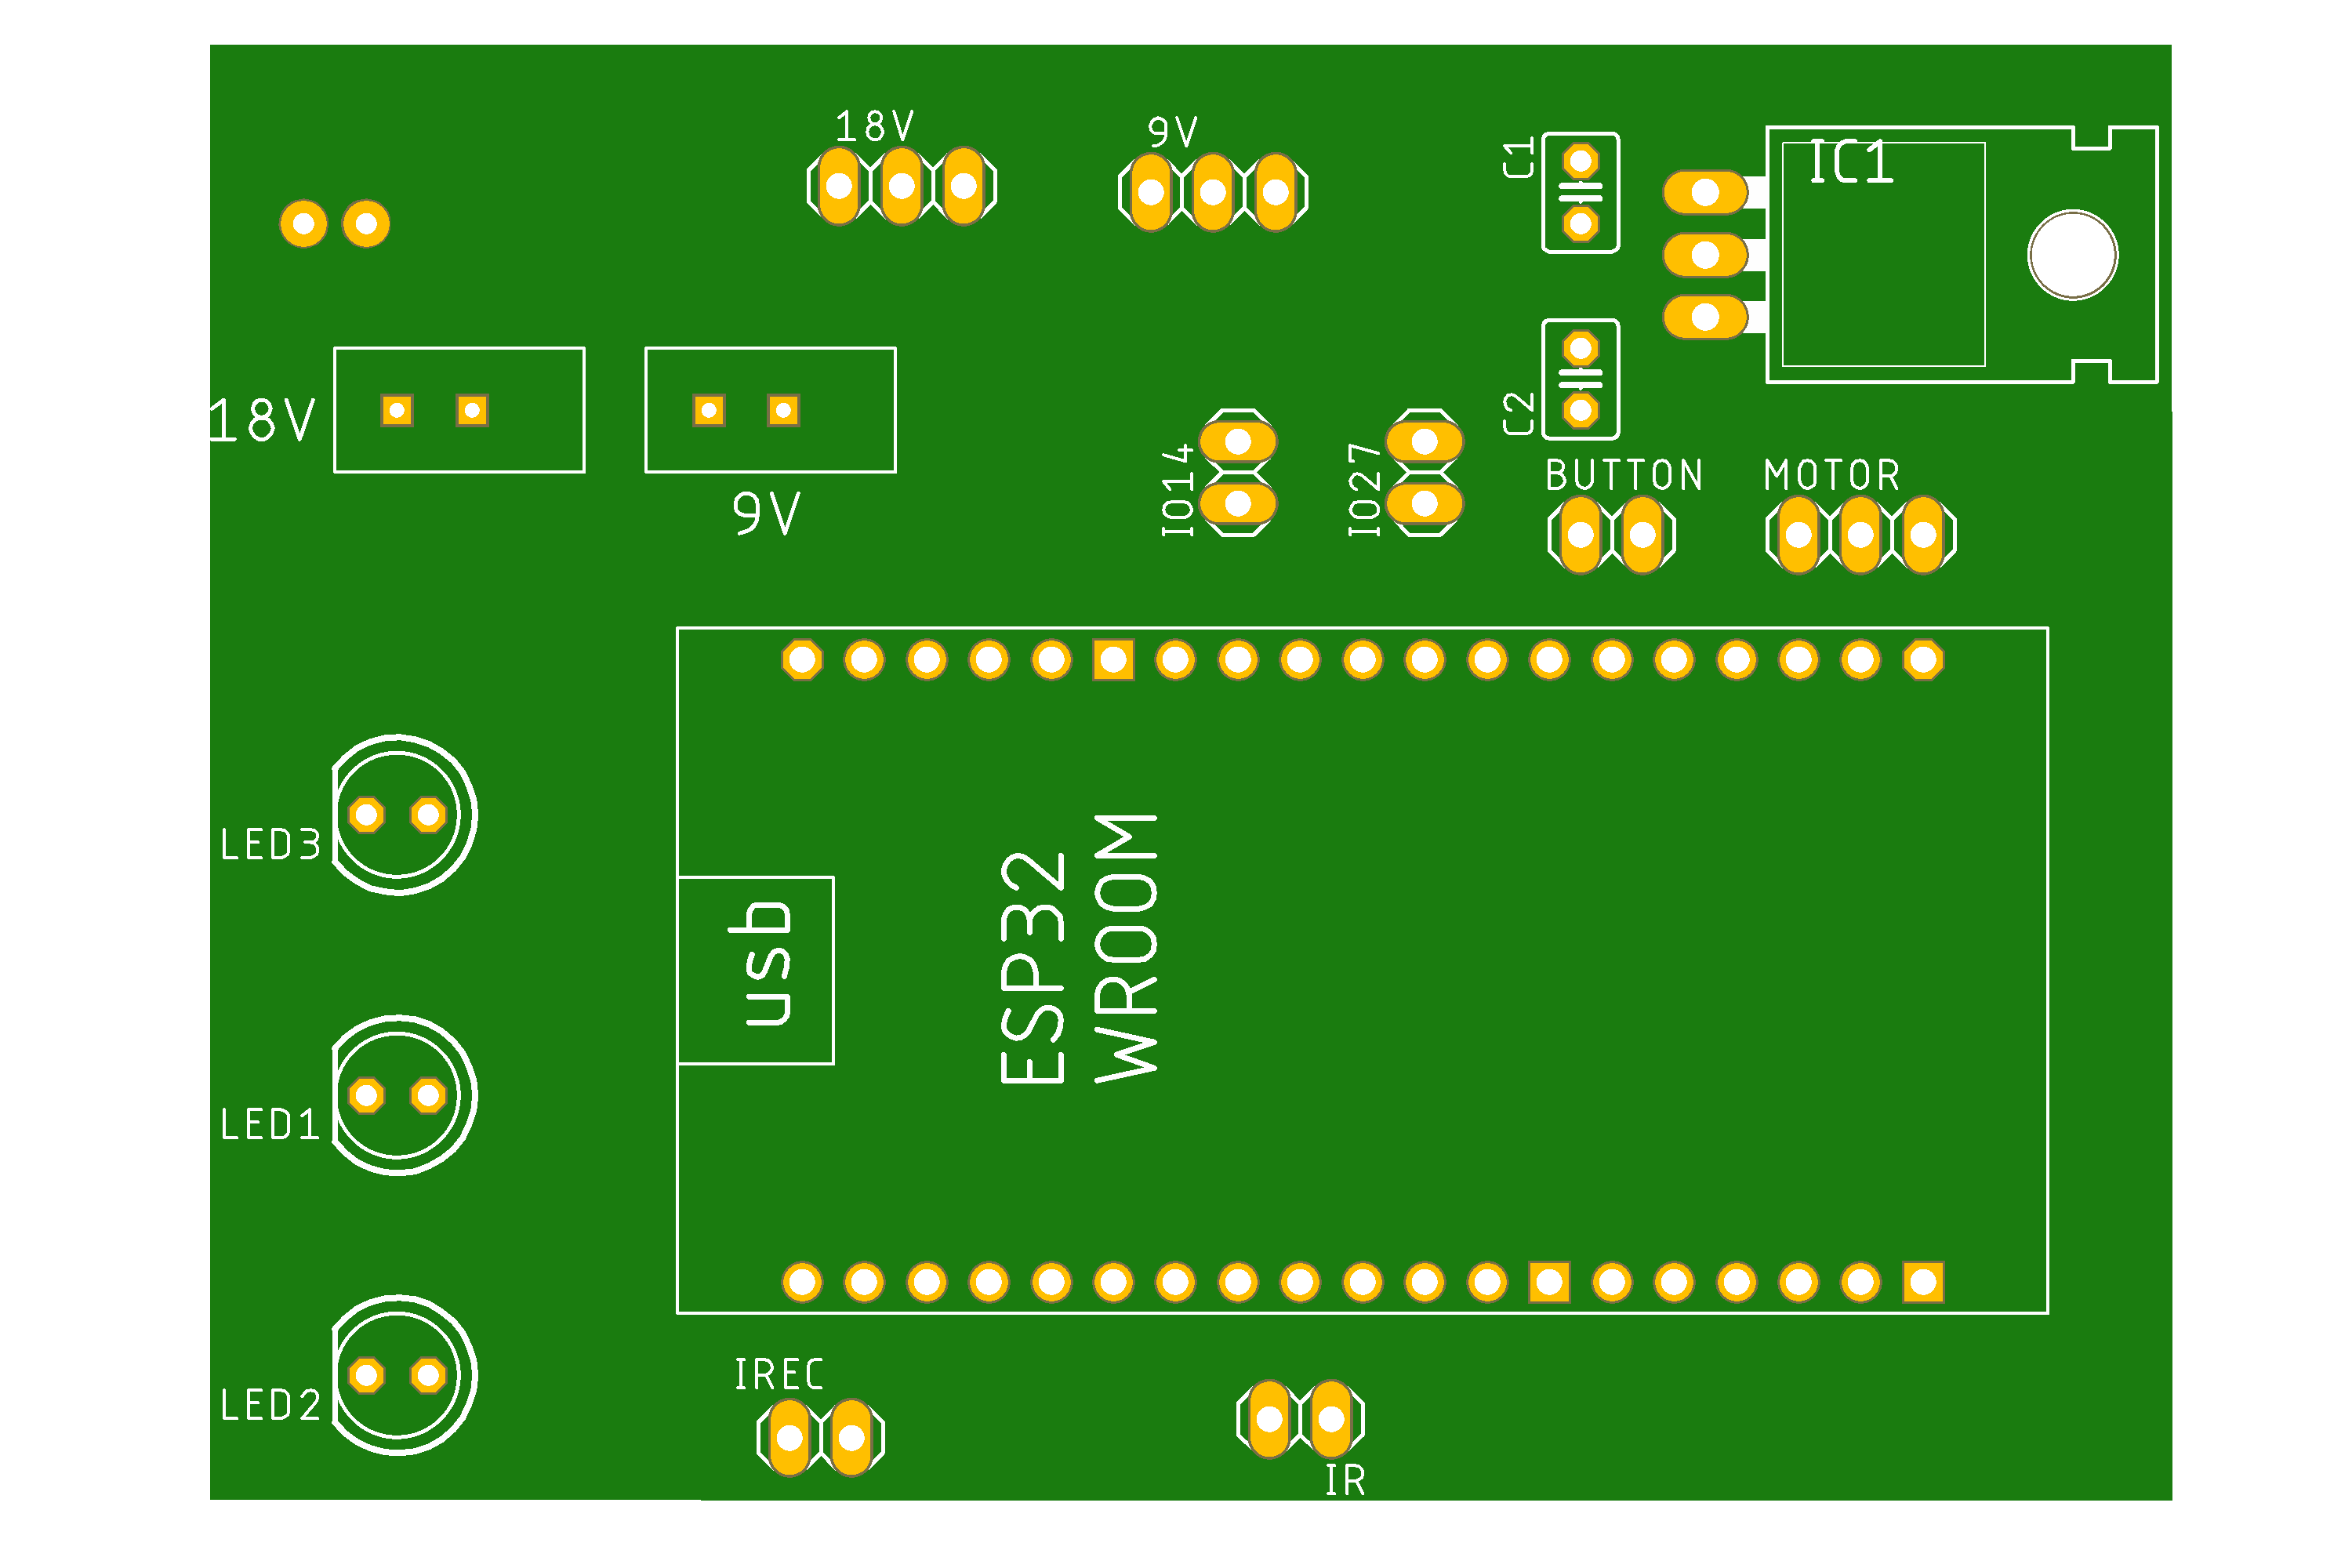 18V
9V
C1
IC1
18V
9V
C2
IO14
IO27
BUTTON
MOTOR
LED3
usb
ESP32
WROOM
LED1
LED2
IREC
IR